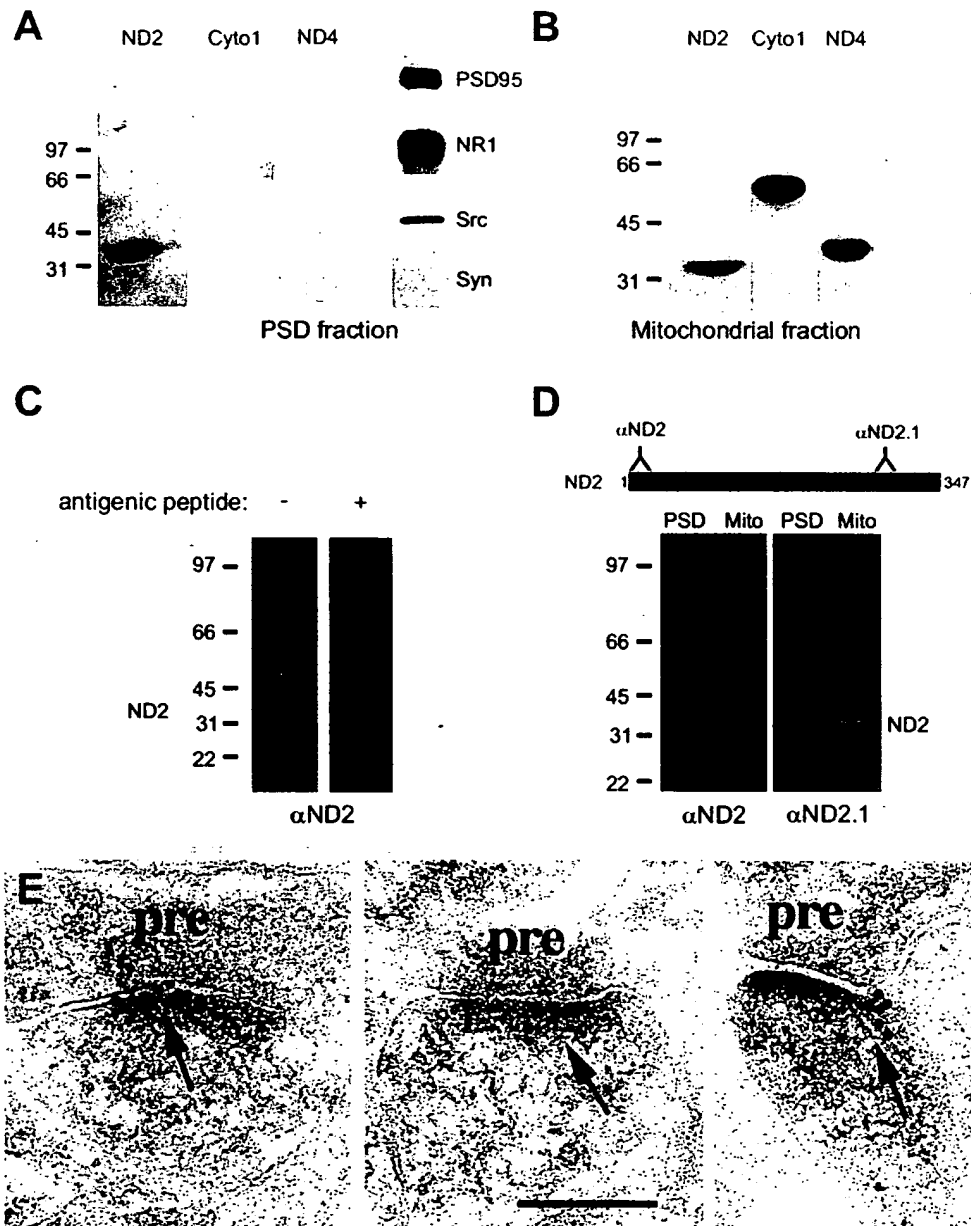 A
ND2 Cyto1 ND4
97
66
45
31
PSD95
NR1
Src
Syn
PSD fraction
B
ND2 Cyto1 ND4
97
66
45
31
Mitochondrial fraction
C
antigenic peptide: - +
97
66
45
31
22
ND2
αND2
D
αND2 αND2.1
ND2 1 347
PSD Mito PSD Mito
97
66
45
31
22
ND2
αND2 αND2.1
E
pre
pre
pre